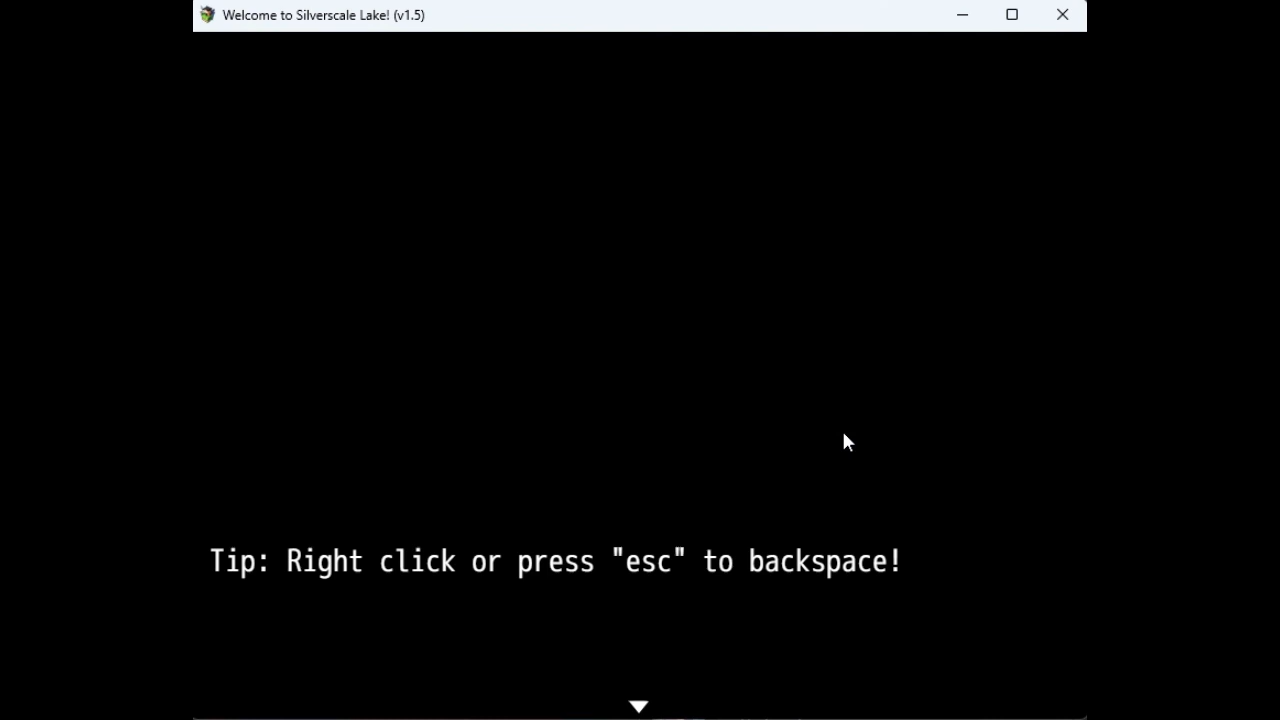 Welcome to Silverscale Lake! (v1.5)
Tip: Right click or press "esc" to backspace!